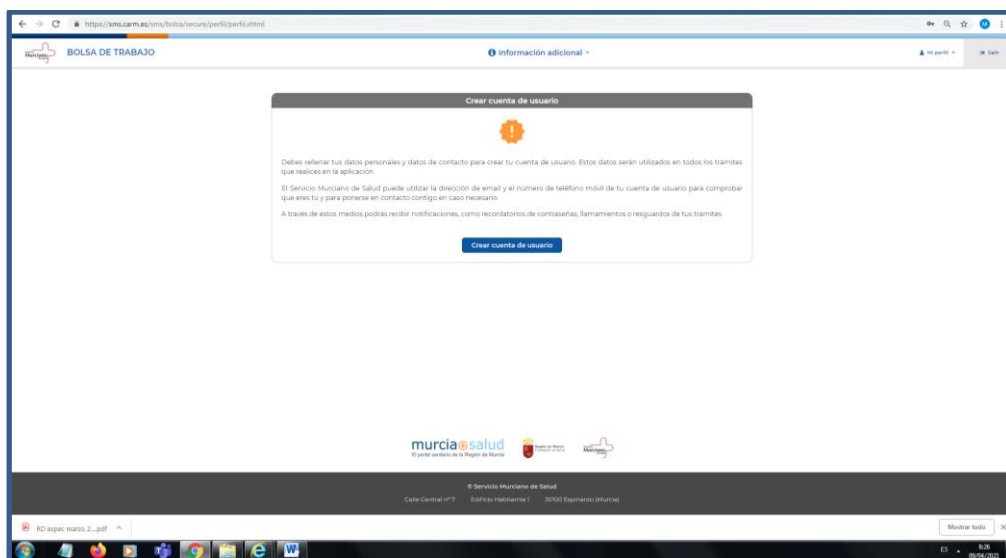 https://sms.carm.es/sms/bolsa/secure/perfil/perfil.xhtml
BOLSA DE TRABAJO
Información adicional
Mi perfil
Salir
Crear cuenta de usuario
Debes rellenar tus datos personales y datos de contacto para crear tu cuenta de usuario. Estos datos serán utilizados en todos los trámites
que realices en la aplicación.
El Servicio Murciano de Salud puede utilizar la dirección de email y el número de teléfono móvil de tu cuenta de usuario para comprobar
que eres tú y para ponerse en contacto contigo en caso necesario.
A través de estos medios podrás recibir notificaciones, como recordatorios de contraseñas, llamamientos o resguardos de tus trámites.
Crear cuenta de usuario
murcia salud
El portal sanitario de la Región de Murcia
© Servicio Murciano de Salud
Calle Central nº 7 Edificio Habitamia 1 30100 Espinardo (Murcia)
RD espec marzo 2....pdf
Mostrar todo
ES
8:26
09/04/2021